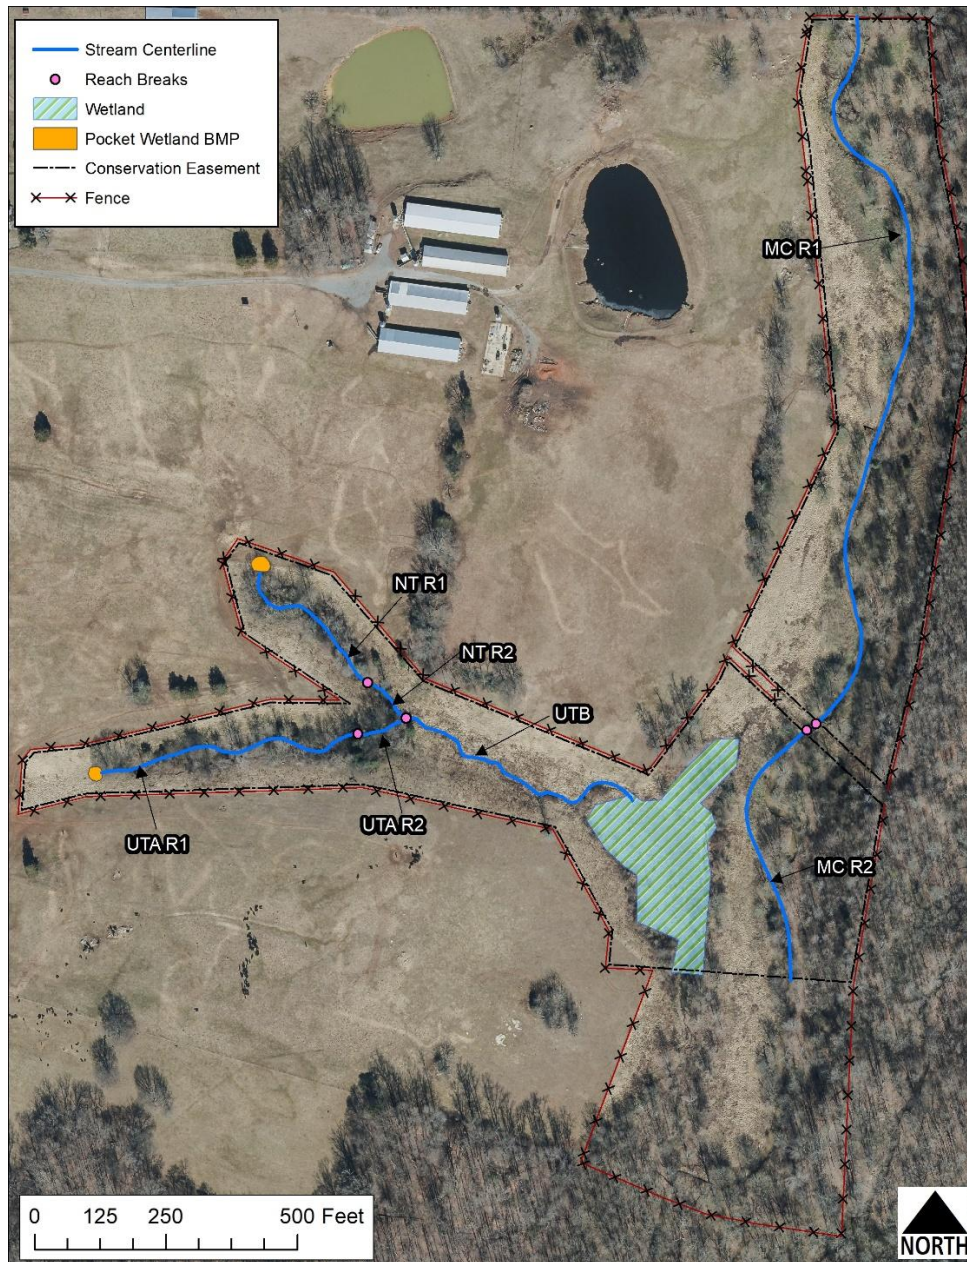 Stream Centerline
Reach Breaks
Wetland
Pocket Wetland BMP
Conservation Easement
Fence
MC R1
NT R1
NT R2
UTB
UTA R1
UTA R2
MC R2
0 125 250 500 Feet
NORTH